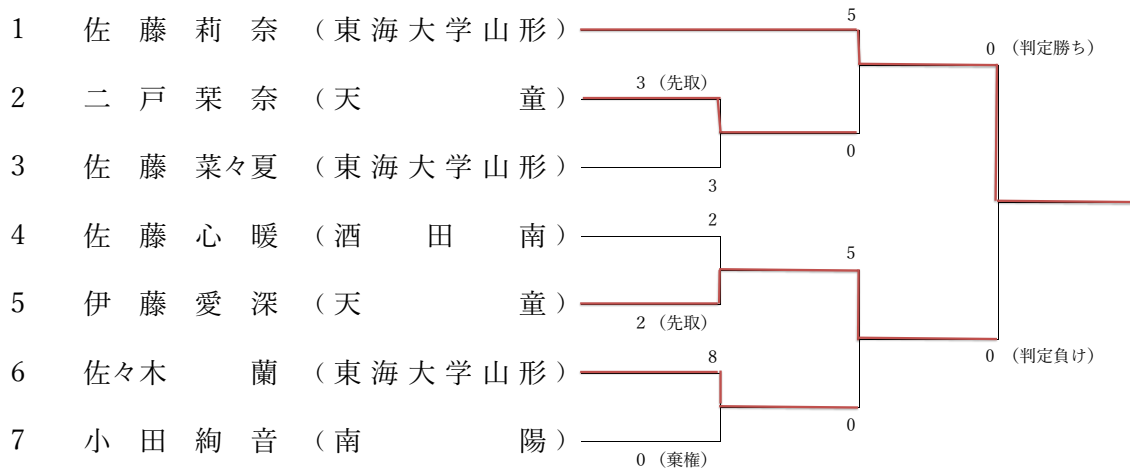 5
1 佐藤莉奈（東海大学山形）
0 （判定勝ち）
3 （先取）
2 二戸栞奈（天童）
0
3 佐藤菜々夏（東海大学山形）
3
2
4 佐藤心暖（酒田南）
5
5 伊藤愛深（天童）
2 （先取）
8
0 （判定負け）
6 佐々木蘭（東海大学山形）
0
7 小田絢音（南陽）
0 （棄権）